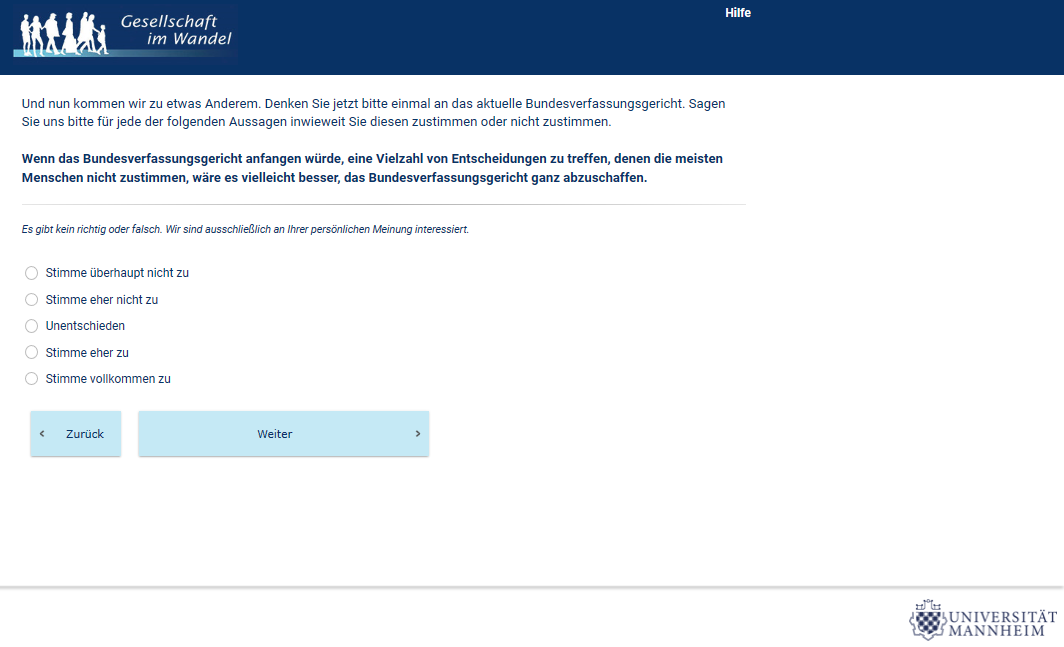 Gesellschaft
im Wandel
Hilfe
Und nun kommen wir zu etwas Anderem. Denken Sie jetzt bitte einmal an das aktuelle Bundesverfassungsgericht. Sagen
Sie uns bitte für jede der folgenden Aussagen inwieweit Sie diesen zustimmen oder nicht zustimmen.
Wenn das Bundesverfassungsgericht anfangen würde, eine Vielzahl von Entscheidungen zu treffen, denen die meisten
Menschen nicht zustimmen, wäre es vielleicht besser, das Bundesverfassungsgericht ganz abzuschaffen.
Es gibt kein richtig oder falsch. Wir sind ausschließlich an Ihrer persönlichen Meinung interessiert.
Stimme überhaupt nicht zu
Stimme eher nicht zu
Unentschieden
Stimme eher zu
Stimme vollkommen zu
Zurück
Weiter
UNIVERSITÄT
MANNHEIM